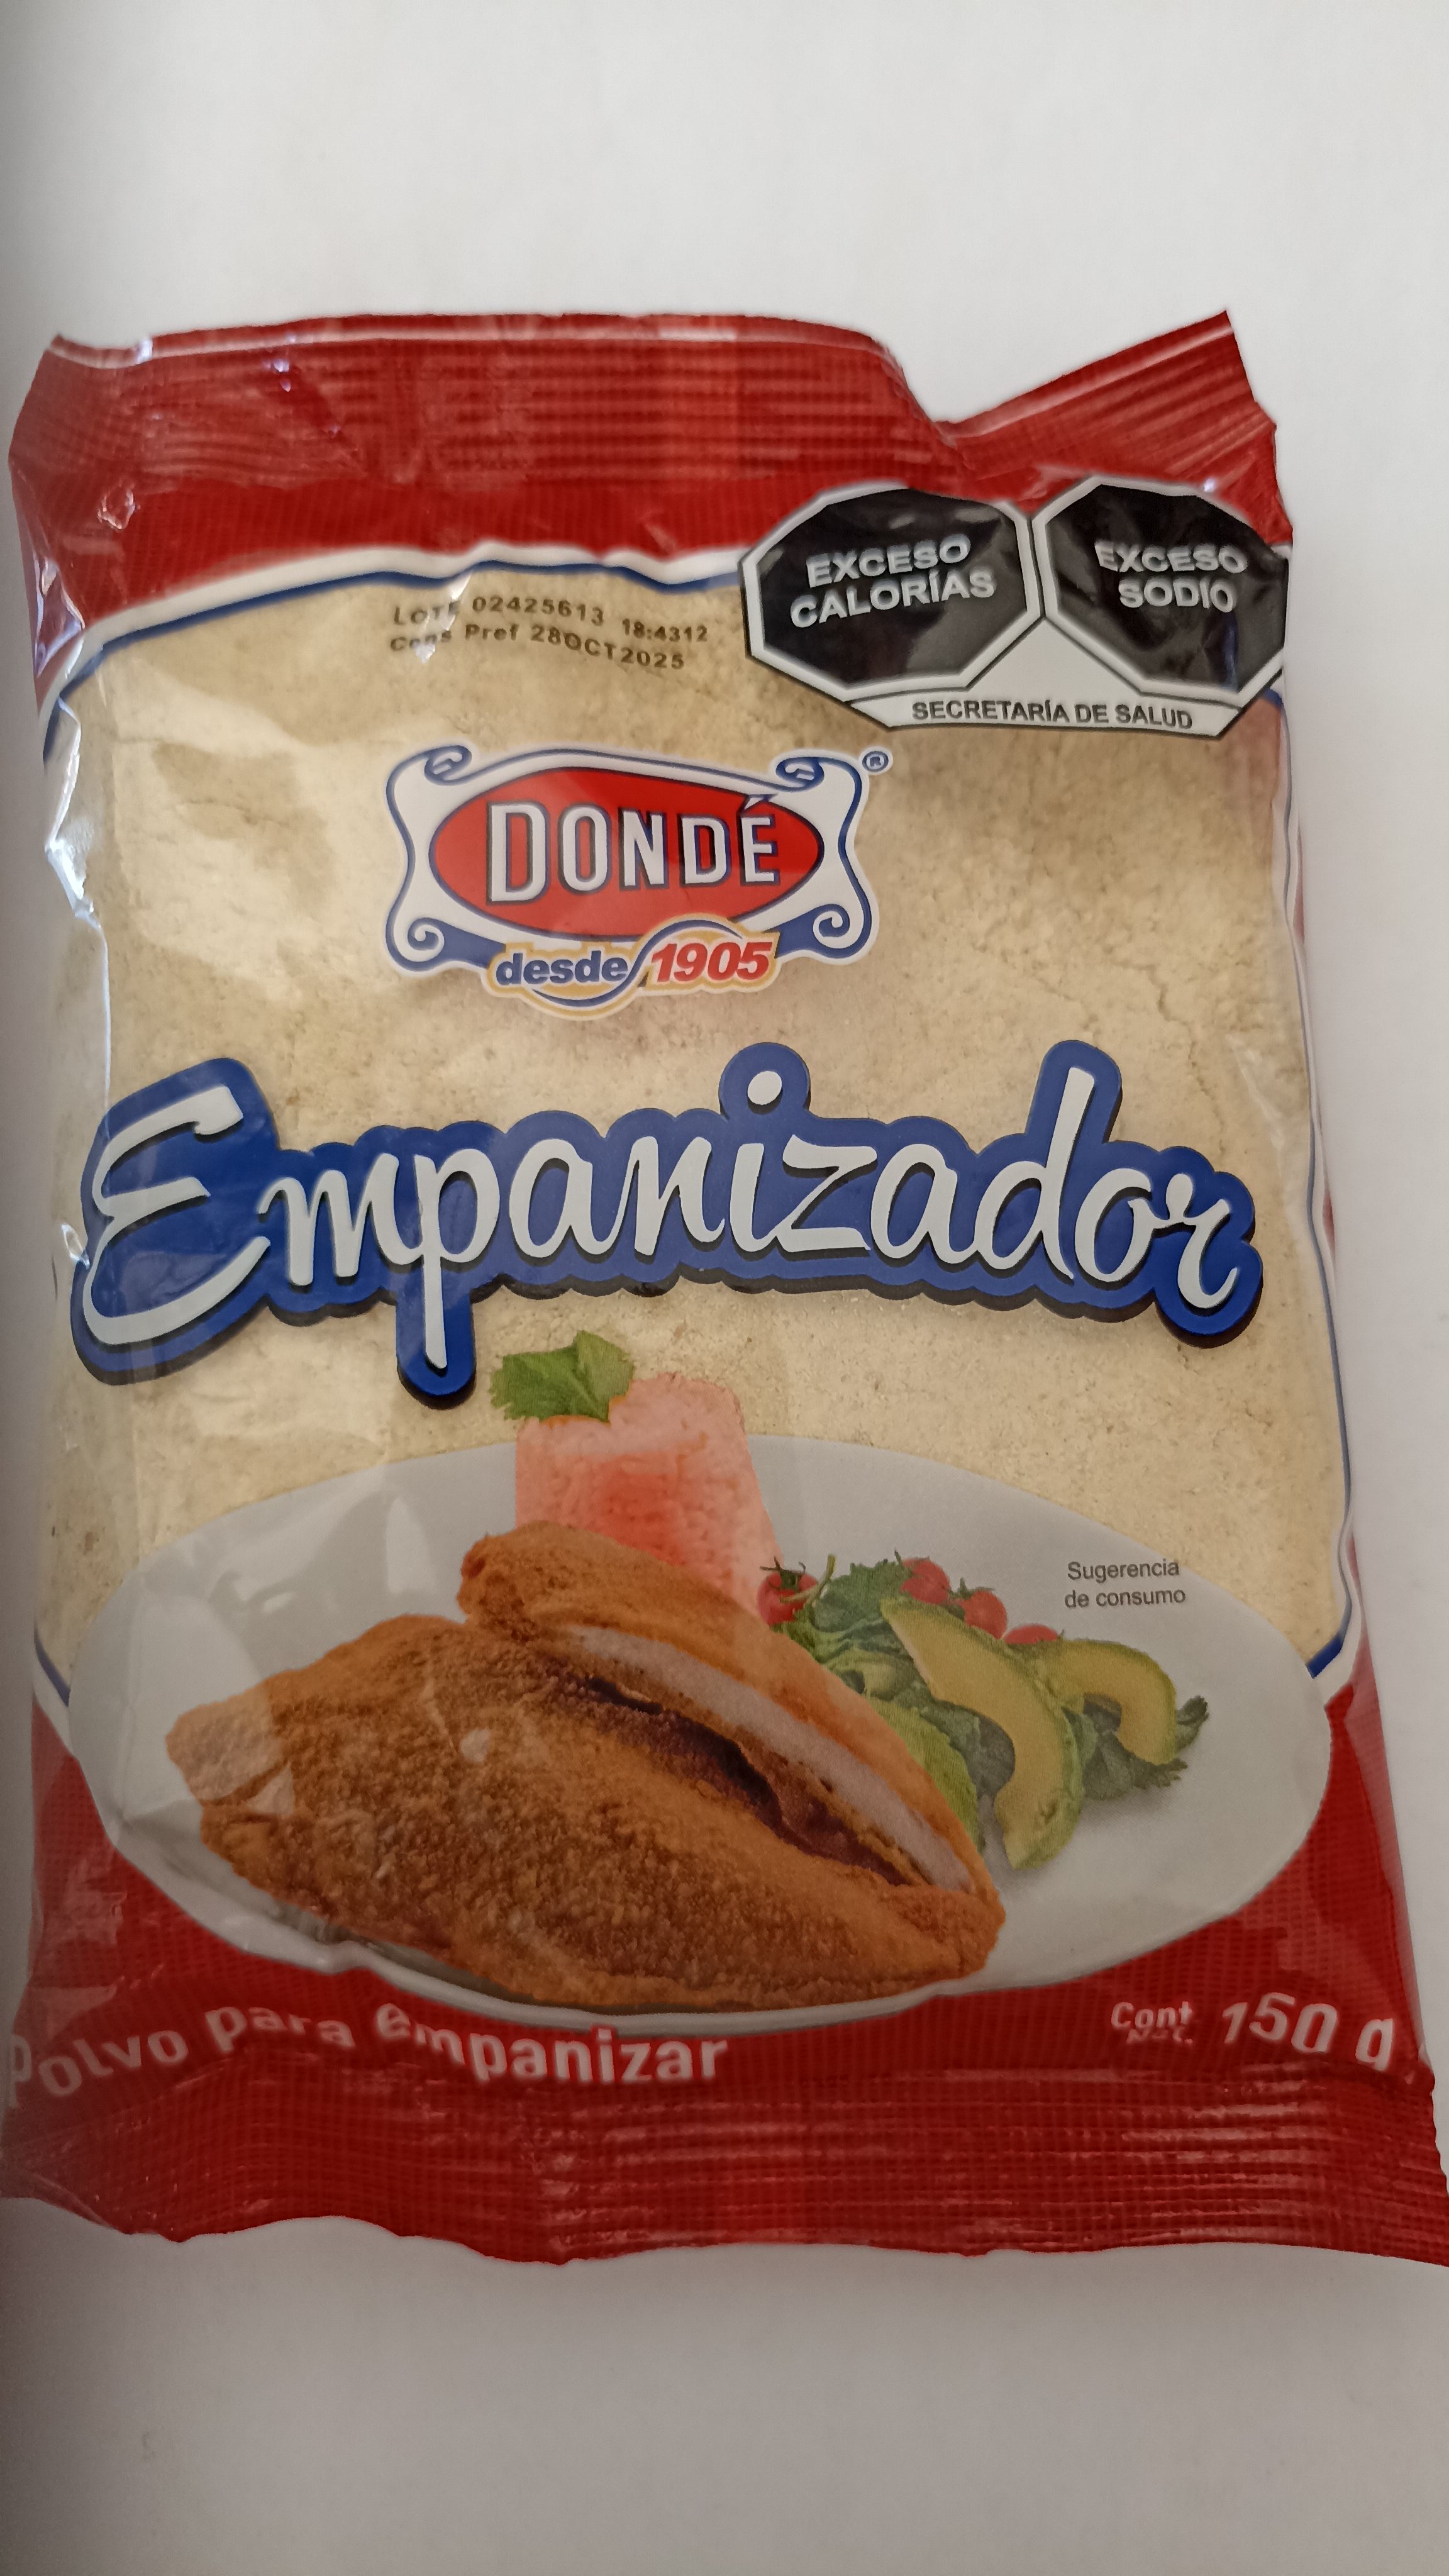 EXCESO
CALORÍAS
EXCESO
SODIO
SECRETARÍA DE SALUD
LOTE 02425613 18:4312
Cons Pref 28OCT2025
DONDÉ
®
desde 1905
Empanizador
Sugerencia
de consumo
Polvo para empanizar
Cont.
Net. 150 g